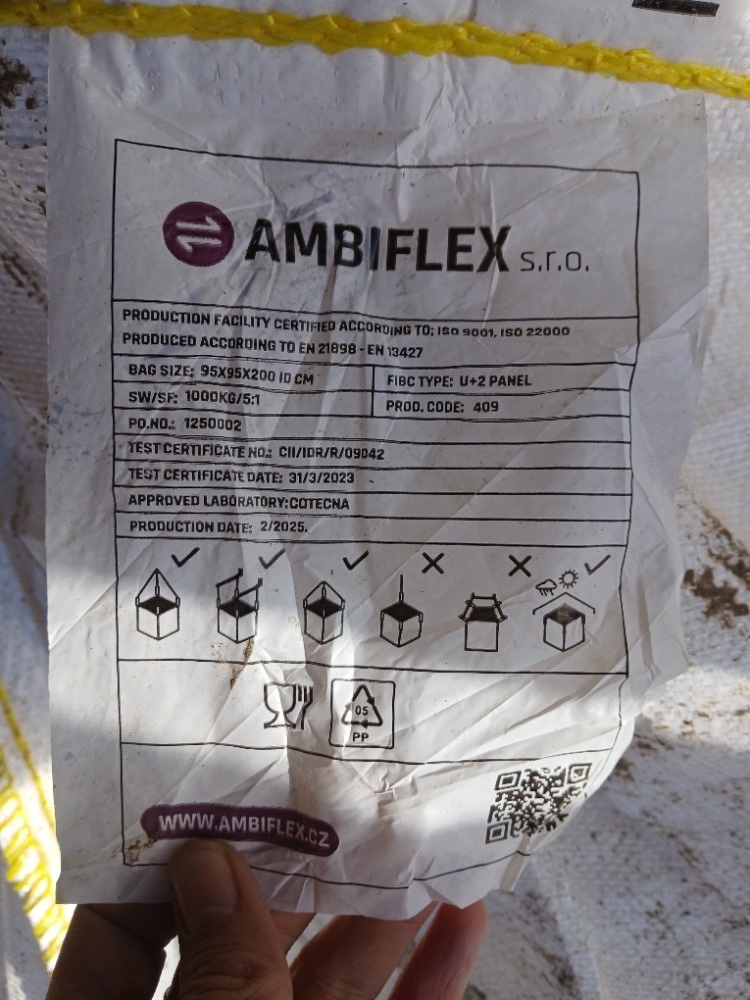 AMBIFLEX s.r.o.
PRODUCTION FACILITY CERTIFIED ACCORDING TO: ISO 9001, ISO 22000
PRODUCED ACCORDING TO EN 21898 - EN 13427
BAG SIZE: 95X95X200 ID CM
FIBC TYPE: U+2 PANEL
SW/SF: 1000KG/5:1
PROD. CODE: 409
PO.NO.: 1250002
TEST CERTIFICATE NO.: CII/IDR/R/09042
TEST CERTIFICATE DATE: 31/3/2023
APPROVED LABORATORY:COTECNA
PRODUCTION DATE: 2/2025.
05
PP
WWW.AMBIFLEX.CZ